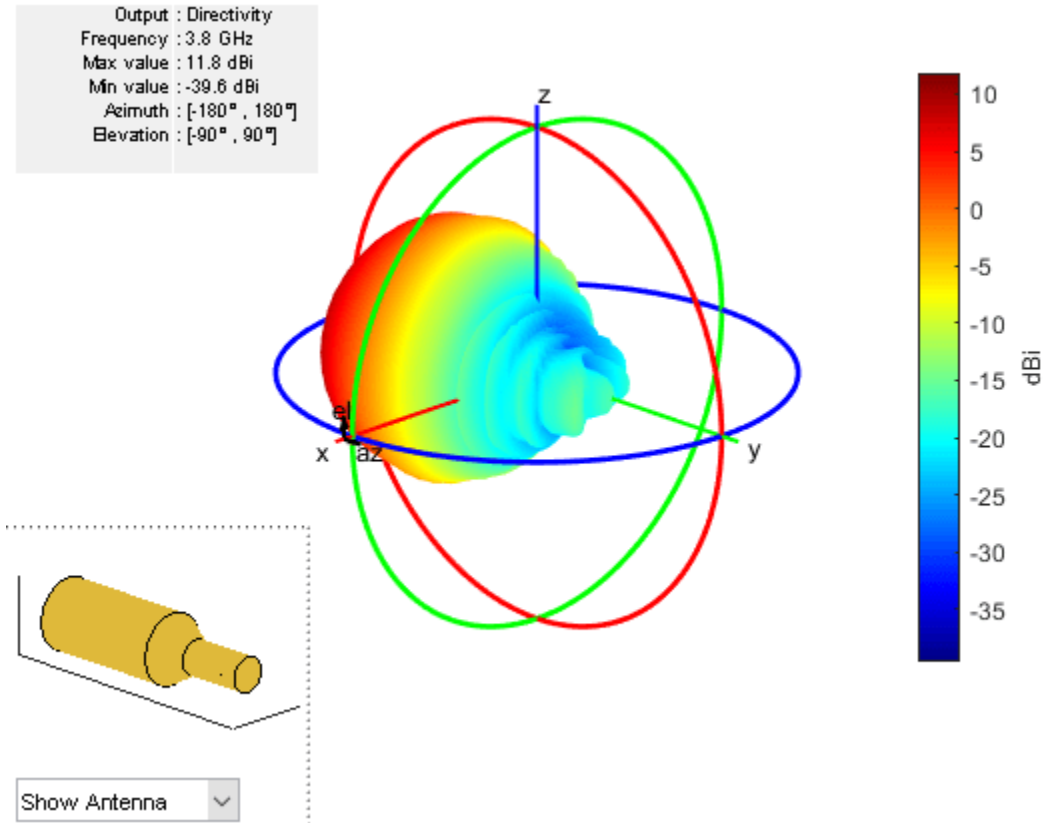 Output : Directivity
Frequency : 3.8 GHz
Max value : 11.8 dBi
Min value : -39.6 dBi
Azimuth : [-180° , 180°]
Elevation : [-90° , 90°]
z
el
x
az
y
10
5
0
-5
-10
-15
-20
-25
-30
-35
dBi
Show Antenna